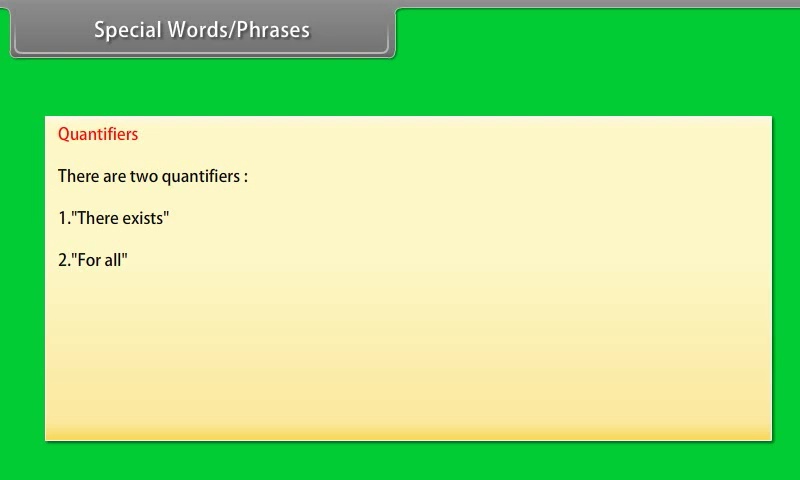 Special Words/Phrases
Quantifiers
There are two quantifiers :
1."There exists"
2."For all"